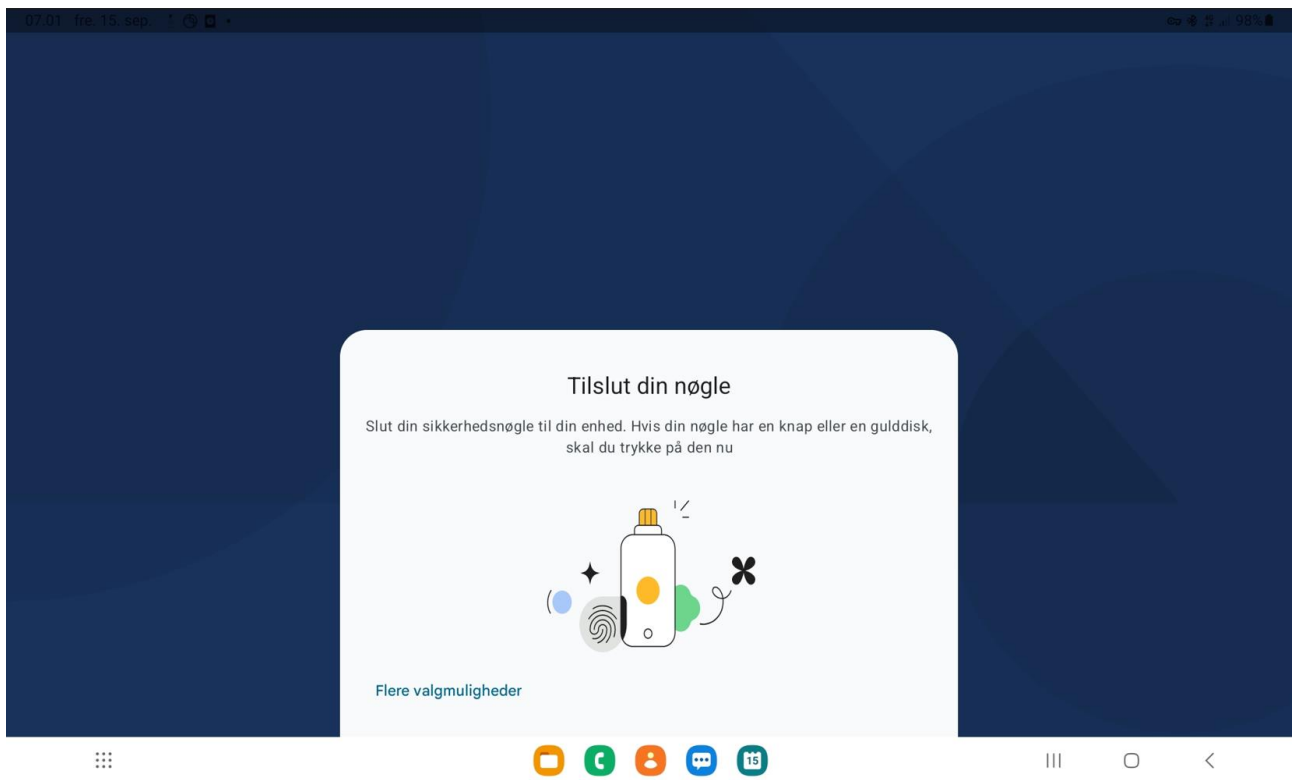 07.01 fre. 15. sep.
98%
Tilslut din nøgle
Slut din sikkerhedsnøgle til din enhed. Hvis din nøgle har en knap eller en gulddisk,
skal du trykke på den nu
Flere valgmuligheder
15